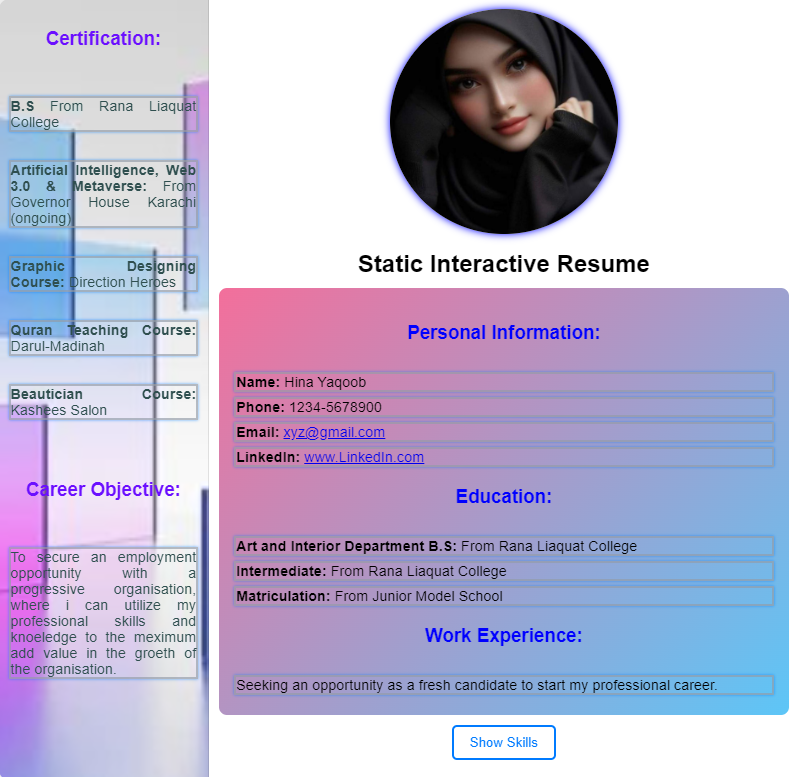 Certification:
B.S From Rana Liaquat
College
Artificial Intelligence, Web
3.0 & Metaverse: From
Governor House Karachi
(ongoing)
Graphic Designing
Course: Direction Heroes
Quran Teaching Course:
Darul-Madinah
Beautician Course:
Kashees Salon
Career Objective:
To secure an employment
opportunity with a
progressive organisation,
where i can utilize my
professional skills and
knoeledge to the meximum
add value in the groeth of
the organisation.
Static Interactive Resume
Personal Information:
Name: Hina Yaqoob
Phone: 1234-5678900
Email: xyz@gmail.com
LinkedIn: www.LinkedIn.com
Education:
Art and Interior Department B.S: From Rana Liaquat College
Intermediate: From Rana Liaquat College
Matriculation: From Junior Model School
Work Experience:
Seeking an opportunity as a fresh candidate to start my professional career.
Show Skills